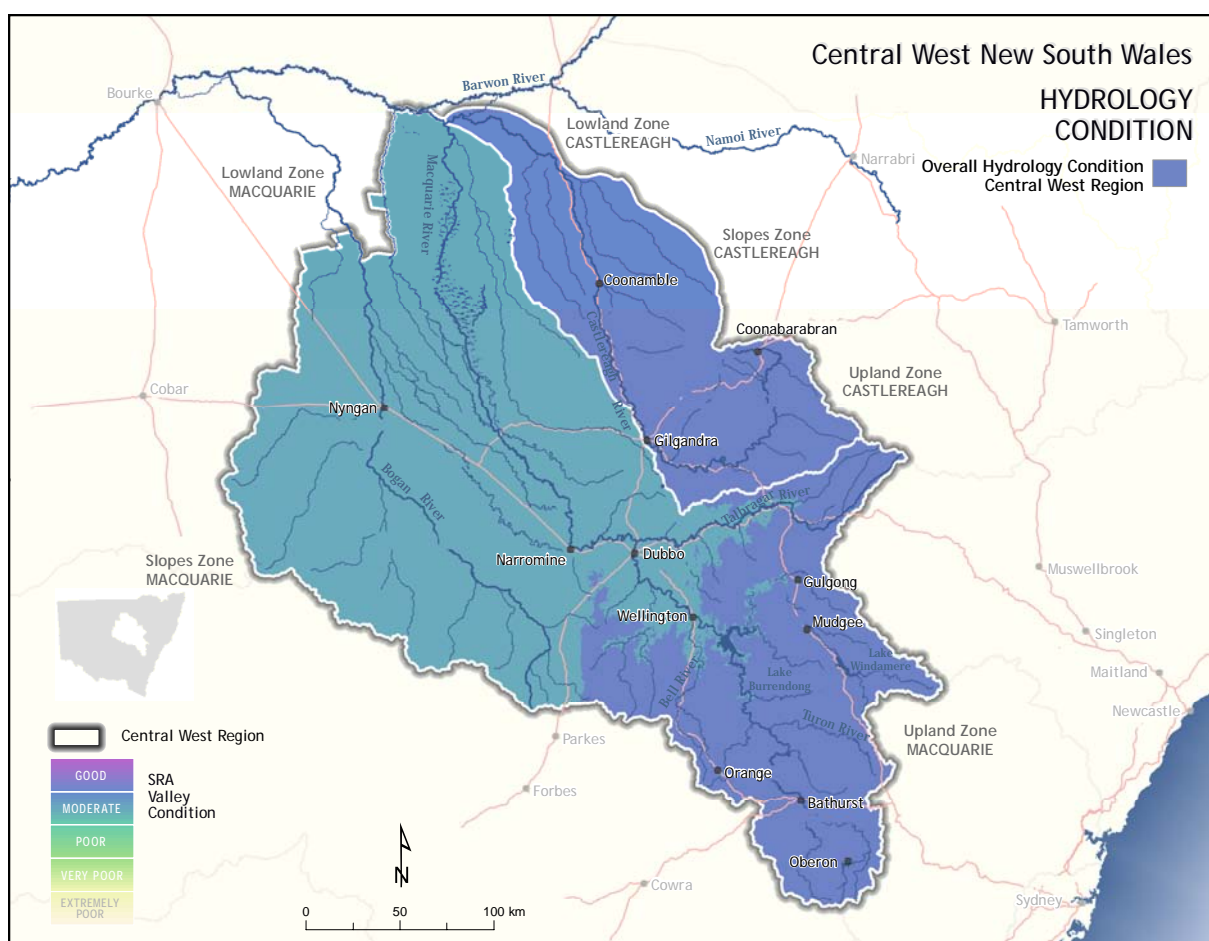 Central West New South Wales
HYDROLOGY
CONDITION
Overall Hydrology Condition
Central West Region
Barwon River
Bourke
Lowland Zone
CASTLEREAGH
Namoi River
Narrabri
Lowland Zone
MACQUARIE
Macquarie River
Slopes Zone
CASTLEREAGH
Coonamble
Castlereagh
River
Coonabarabran
Tamworth
Upland Zone
CASTLEREAGH
Cobar
Nyngan
Gilgandra
Bogan River
Talbragar River
Narromine
Dubbo
Slopes Zone
MACQUARIE
Muswellbrook
Gulgong
Wellington
Mudgee
Singleton
Lake
Windamere
Maitland
Lake
Burrendong
Bell River
Newcastle
Turon River
Upland Zone
MACQUARIE
Parkes
Orange
Forbes
Bathurst
Oberon
Cowra
Sydney
Central West Region
GOOD
MODERATE
POOR
VERY POOR
EXTREMELY
POOR
SRA
Valley
Condition
N
0 50 100 km